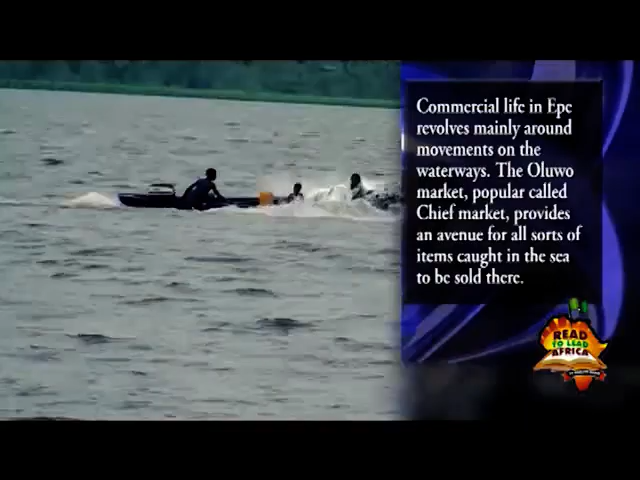 Commercial life in Epe
revolves mainly around
movements on the
waterways. The Oluwo
market, popular called
Chief market, provides
an avenue for all sorts of
items caught in the sea
to be sold there.
READ
TO LEAD
AFRICA